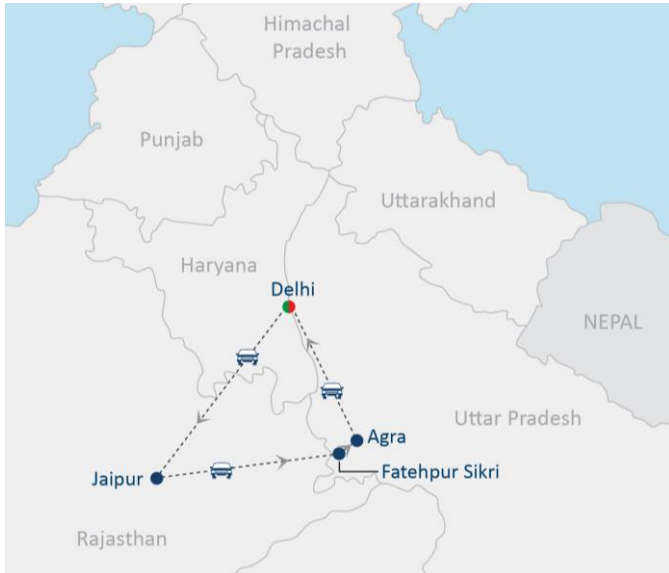 Himachal
Pradesh
Punjab
Uttarakhand
Haryana
Delhi
NEPAL
Uttar Pradesh
Agra
Jaipur
Fatehpur Sikri
Rajasthan